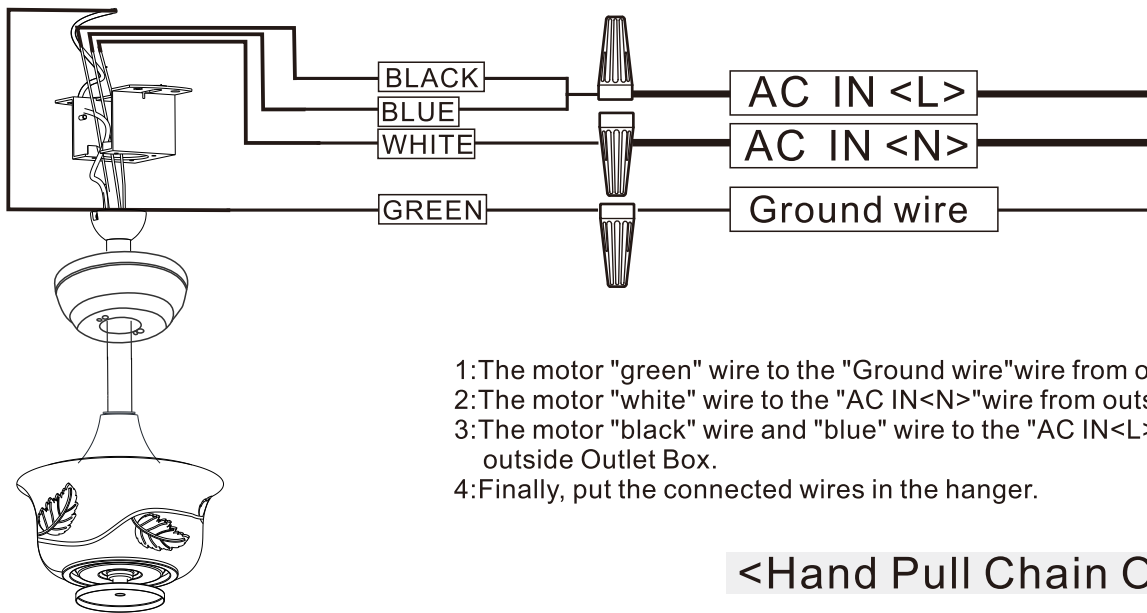 BLACK
BLUE
WHITE
GREEN
AC IN <L>
AC IN <N>
Ground wire
1:The motor "green" wire to the "Ground wire"wire from
2:The motor "white" wire to the "AC IN<N>"wire from
3:The motor "black" wire and "blue" wire to the "AC IN<L>
outside Outlet Box.
4:Finally, put the connected wires in the hanger.
<Hand Pull Chain